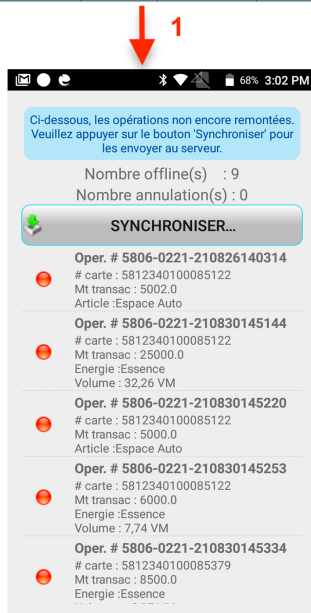 1
68% 3:02 PM
Ci-dessous, les opérations non encore remontées.
Veuillez appuyer sur le bouton 'Synchroniser' pour
les envoyer au serveur.
Nombre offline(s) : 9
Nombre annulation(s) : 0
SYNCHRONISER...
Oper. # 5806-0221-210826140314
# carte : 5812340100085122
Mt transac : 5002.0
Article :Espace Auto
Oper. # 5806-0221-210830145144
# carte : 5812340100085122
Mt transac : 25000.0
Energie :Essence
Volume : 32,26 VM
Oper. # 5806-0221-210830145220
# carte : 5812340100085122
Mt transac : 5000.0
Article :Espace Auto
Oper. # 5806-0221-210830145253
# carte : 5812340100085122
Mt transac : 6000.0
Energie :Essence
Volume : 7,74 VM
Oper. # 5806-0221-210830145334
# carte : 5812340100085379
Mt transac : 8500.0
Energie :Essence